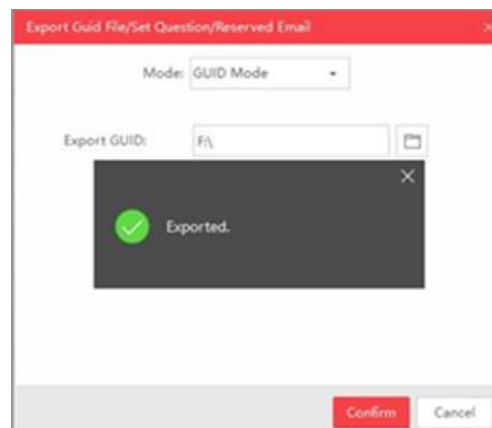 Export Guid File/Set Question/Reserved Email
Mode: GUID Mode
Export GUID: F:\
Exported.
Confirm Cancel